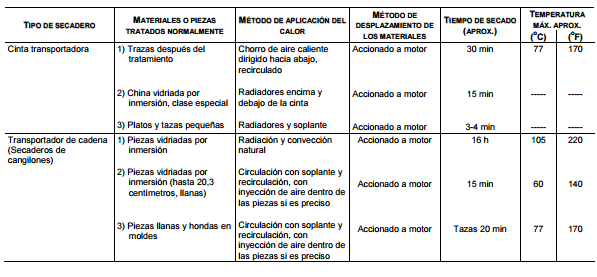 TIPO DE SECADERO
MATERIALES O PIEZAS
TRATADOS NORMALMENTE
MÉTODO DE APLICACIÓN DEL
CALOR
MÉTODO DE
DESPLAZAMIENTO DE
LOS MATERIALES
TIEMPO DE SECADO
(APROX.)
TEMPERATURA
MÁX. APROX.
(°C) (°F)
Cinta transportadora
1) Trazas después del
tratamiento
Chorro de aire caliente
dirigido hacia abajo,
recirculado
Accionado a motor
30 min
77
170
2) China vidriada por
inmersión, clase especial
Radiadores encima y
debajo de la cinta
Accionado a motor
15 min
-----
-----
3) Platos y tazas pequeñas
Radiadores y soplante
Accionado a motor
3-4 min
-----
-----
Transportador de cadena
(Secaderos de
cangilones)
1) Piezas vidriadas por
inmersión
Radiación y convección
natural
Accionado a motor
16 h
105
220
2) Piezas vidriadas por
inmersión (hasta 20,3
centímetros, llanas)
Circulación con soplante y
recirculación, con
inyección de aire dentro de
las piezas si es preciso
Accionado a motor
15 min
60
140
3) Piezas llanas y hondas en
moldes
Circulación con soplante y
recirculación, con
inyección de aire dentro de
las piezas si es preciso
Accionado a motor
Tazas 20 min
77
170